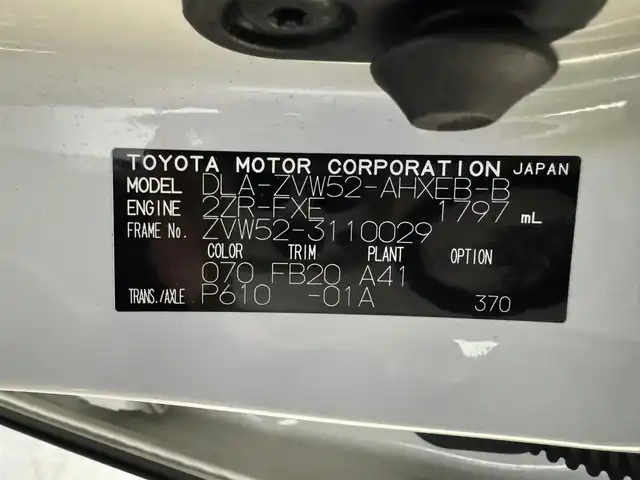 TOYOTA MOTOR CORPORATION JAPAN
MODEL DLA-ZVW52-AHXEB-B
ENGINE 2ZR-FXE 1797 mL
FRAME No. ZVW52-3110029
COLOR TRIM PLANT OPTION
070 FB20 A41
TRANS./AXLE P610 -01A 370